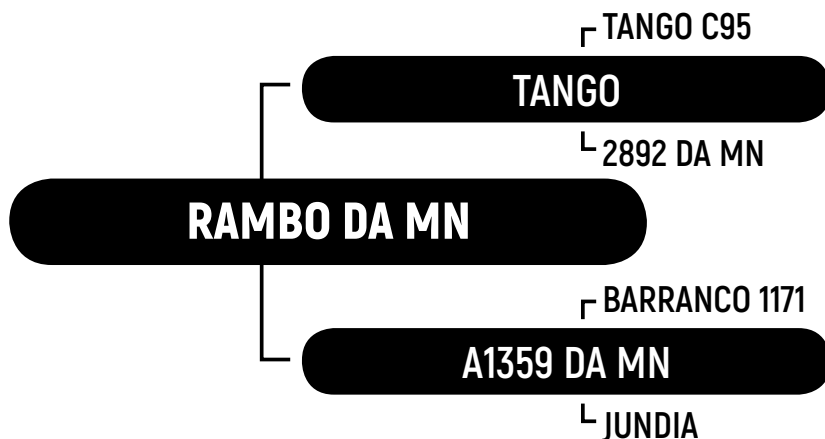 TANGO C95
TANGO
2892 DA MN
RAMBO DA MN
BARRANCO 1171
A1359 DA MN
JUNDIA